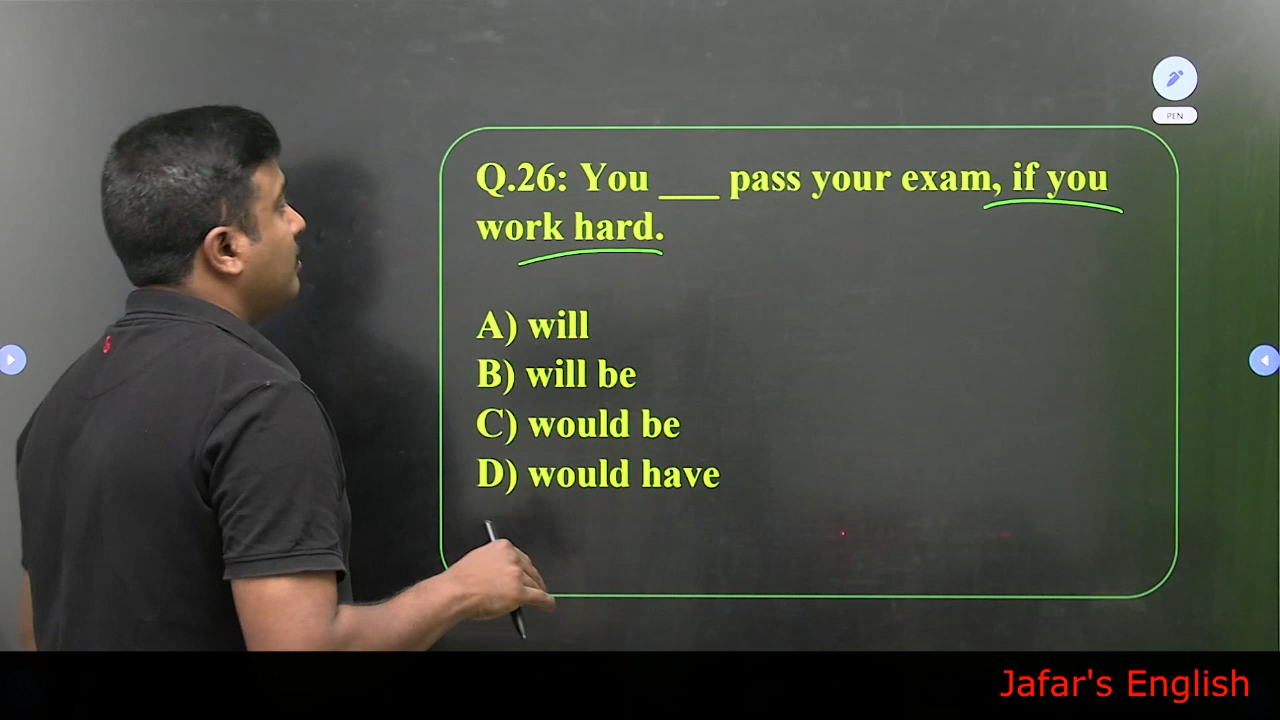 PEN
Q.26: You ___ pass your exam, if you
work hard.
A) will
B) will be
C) would be
D) would have
Jafar's English